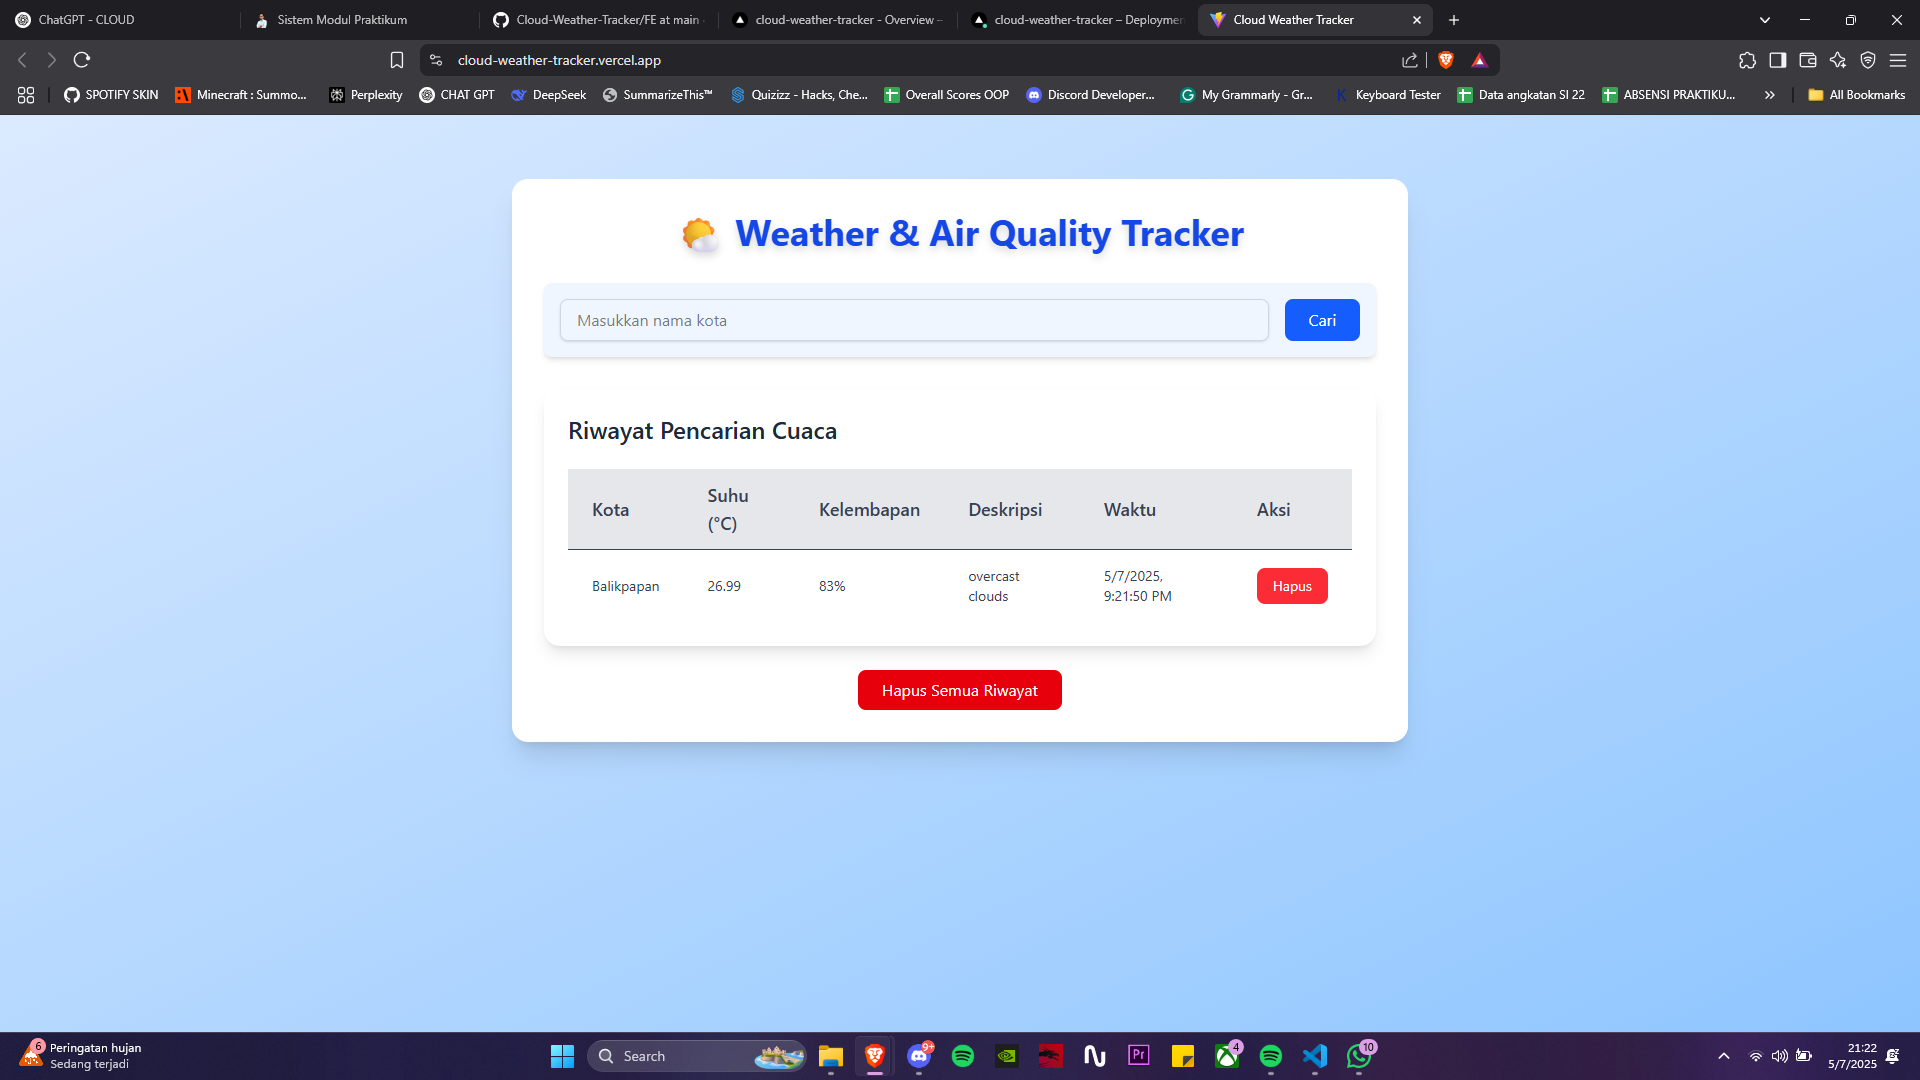 ChatGPT - CLOUD
Sistem Modul Praktikum
Cloud-Weather-Tracker/FE at main
cloud-weather-tracker - Overview –
cloud-weather-tracker – Deploymen
Cloud Weather Tracker
cloud-weather-tracker.vercel.app
SPOTIFY SKIN
Minecraft : Summo...
Perplexity
CHAT GPT
DeepSeek
SummarizeThis™
Quizizz - Hacks, Che...
Overall Scores OOP
Discord Developer...
My Grammarly - Gr...
Keyboard Tester
Data angkatan SI 22
ABSENSI PRAKTIKU...
All Bookmarks
Weather & Air Quality Tracker
Masukkan nama kota
Cari
Riwayat Pencarian Cuaca
Kota Suhu (°C) Kelembapan Deskripsi Waktu Aksi
Balikpapan 26.99 83% overcast clouds 5/7/2025, 9:21:50 PM Hapus
Hapus Semua Riwayat
6
Peringatan hujan
Sedang terjadi
Search
9+
Pr
4
10
21:22
5/7/2025